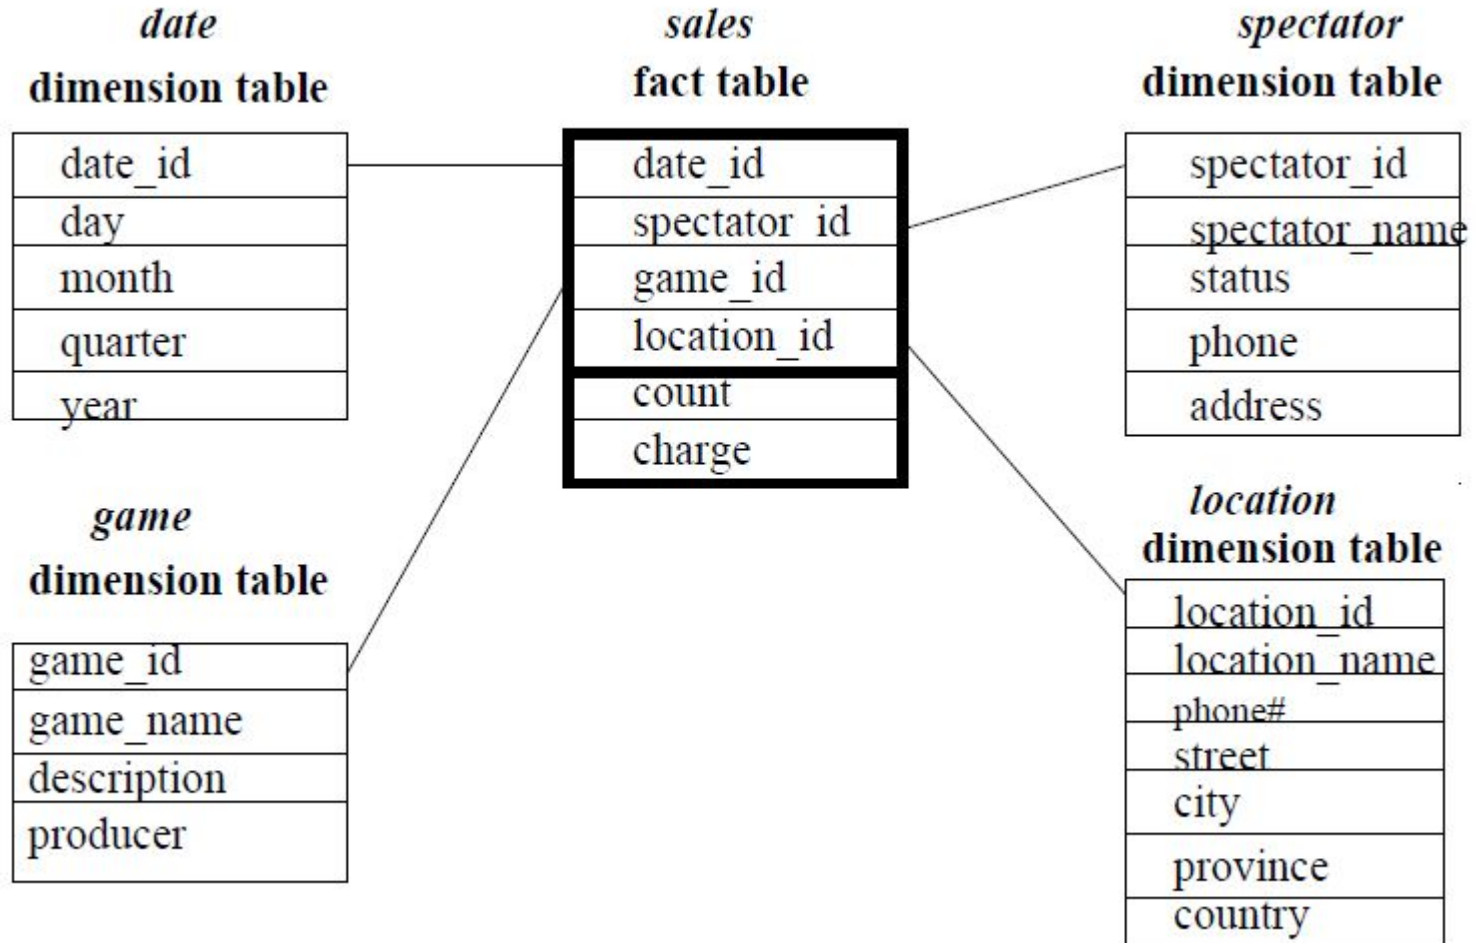 date
dimension table
date_id
day
month
quarter
year
sales
fact table
date_id
spectator_id
game_id
location_id
count
charge
spectator
dimension table
spectator_id
spectator_name
status
phone
address
game
dimension table
game_id
game_name
description
producer
location
dimension table
location_id
location_name
phone#
street
city
province
country